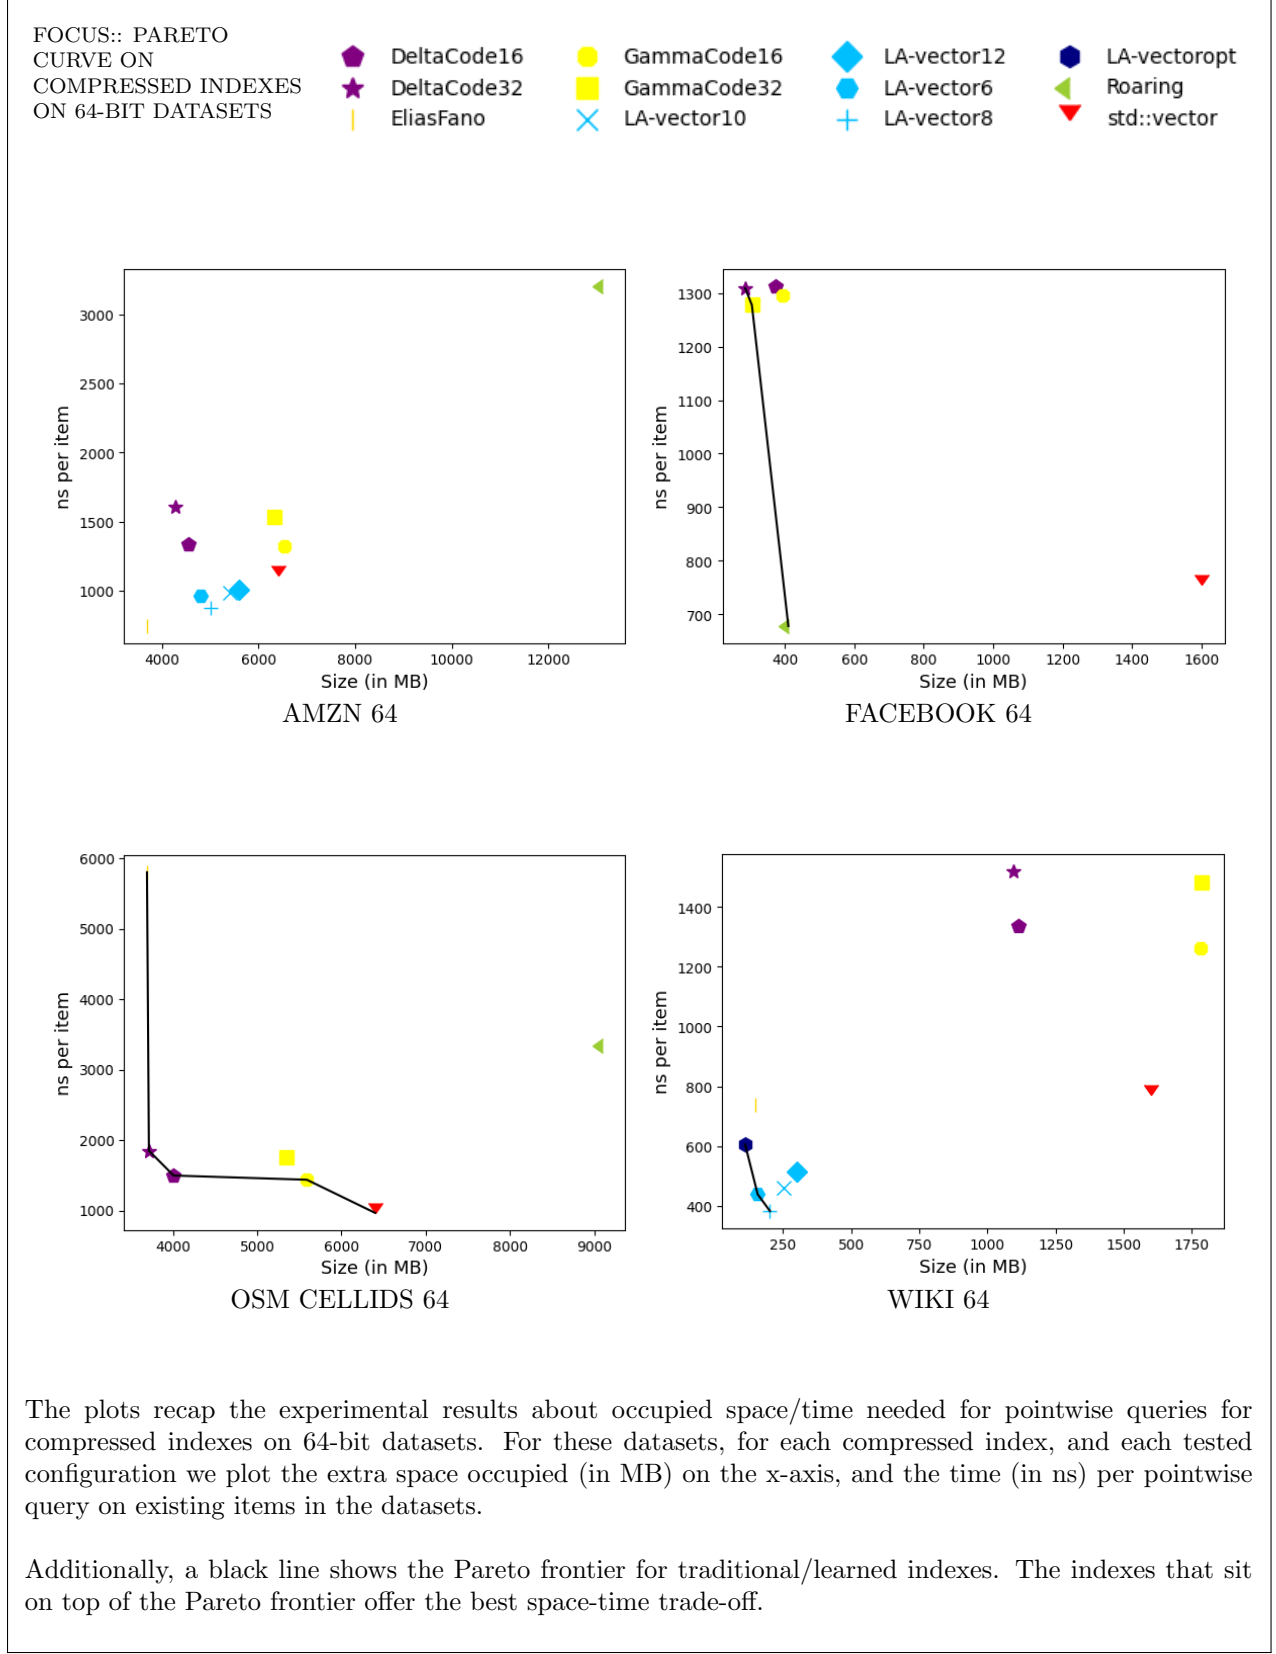 FOCUS:: PARETO
CURVE ON
COMPRESSED INDEXES
ON 64-BIT DATASETS
DeltaCode16
DeltaCode32
EliasFano
GammaCode16
GammaCode32
LA-vector10
LA-vector12
LA-vector6
LA-vector8
LA-vectoropt
Roaring
std::vector
3000
2500
2000
1500
1000
ns per item
4000 6000 8000 10000 12000
Size (in MB)
AMZN 64
1300
1200
1100
1000
900
800
700
ns per item
400 600 800 1000 1200 1400 1600
Size (in MB)
FACEBOOK 64
6000
5000
4000
3000
2000
1000
ns per item
4000 5000 6000 7000 8000 9000
Size (in MB)
OSM CELLIDS 64
1400
1200
1000
800
600
400
ns per item
250 500 750 1000 1250 1500 1750
Size (in MB)
WIKI 64
The plots recap the experimental results about occupied space/time needed for pointwise queries for
compressed indexes on 64-bit datasets. For these datasets, for each compressed index, and each tested
configuration we plot the extra space occupied (in MB) on the x-axis, and the time (in ns) per pointwise
query on existing items in the datasets.
Additionally, a black line shows the Pareto frontier for traditional/learned indexes. The indexes that sit
on top of the Pareto frontier offer the best space-time trade-off.